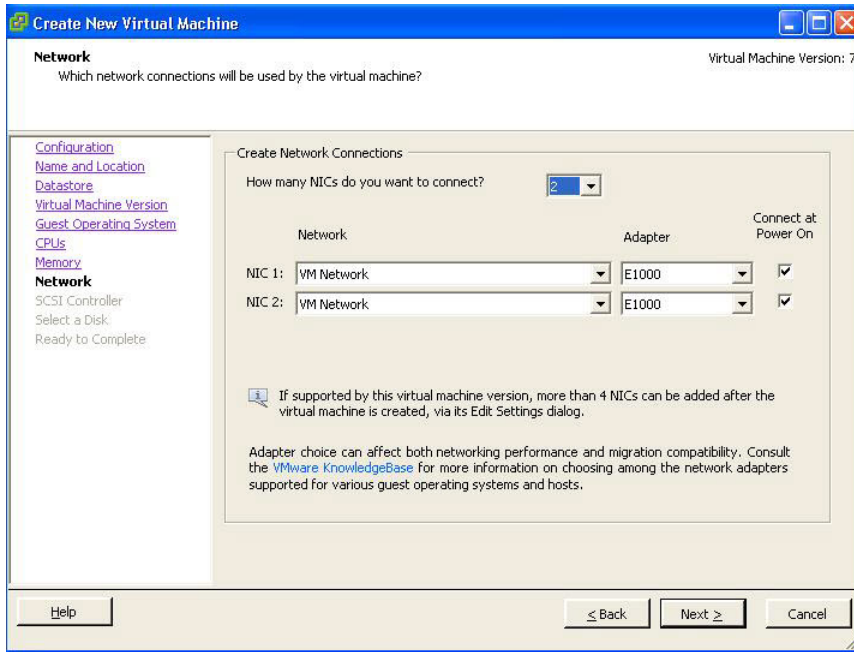 Create New Virtual Machine
Network
Which network connections will be used by the virtual machine?
Virtual Machine Version: 7
Configuration
Name and Location
Datastore
Virtual Machine Version
Guest Operating System
CPUs
Memory
Network
SCSI Controller
Select a Disk
Ready to Complete
Create Network Connections
How many NICs do you want to connect?
2
Network
Adapter
Connect at
Power On
NIC 1:
VM Network
E1000
NIC 2:
VM Network
E1000
If supported by this virtual machine version, more than 4 NICs can be added after the
virtual machine is created, via its Edit Settings dialog.
Adapter choice can affect both networking performance and migration compatibility. Consult
the VMware KnowledgeBase for more information on choosing among the network adapters
supported for various guest operating systems and hosts.
Help
< Back
Next >
Cancel